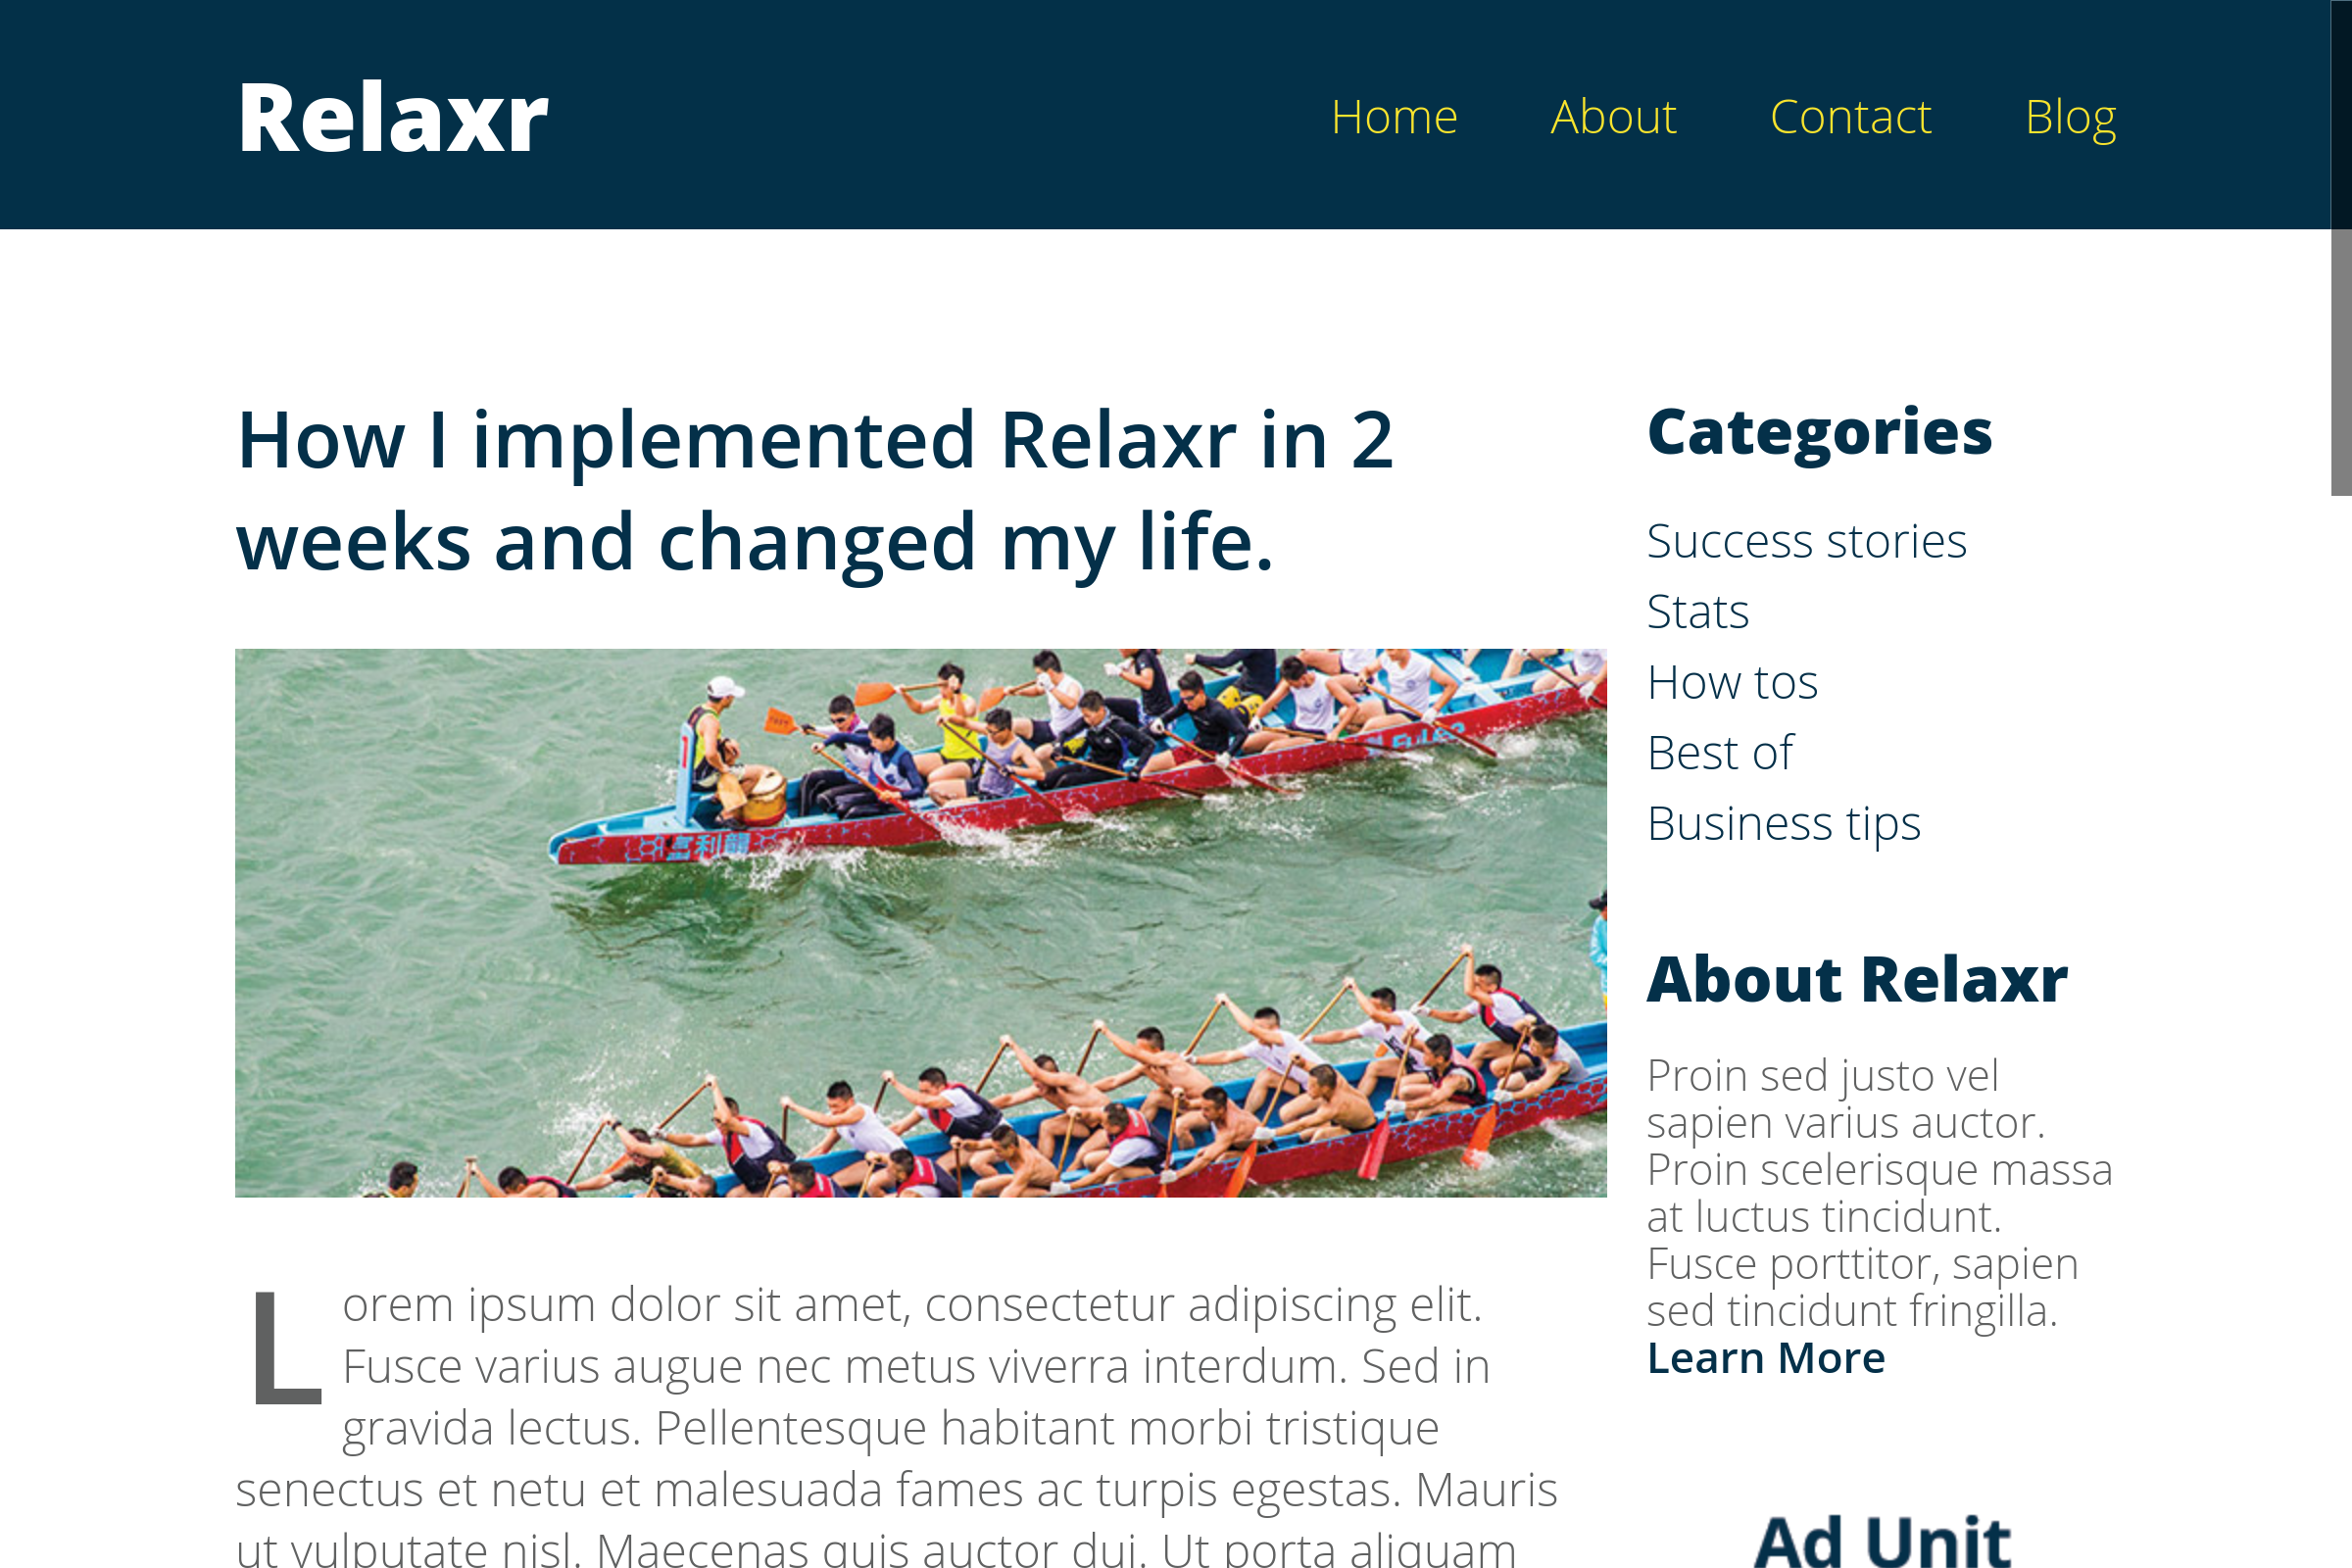 Relaxr
Home About Contact Blog
How I implemented Relaxr in 2
weeks and changed my life.
Lorem ipsum dolor sit amet, consectetur adipiscing elit.
Fusce varius augue nec metus viverra interdum. Sed in
gravida lectus. Pellentesque habitant morbi tristique
senectus et netu et malesuada fames ac turpis egestas. Mauris
ut vulputate nisl. Maecenas quis auctor dui. Ut porta aliquam
Categories
Success stories
Stats
How tos
Best of
Business tips
About Relaxr
Proin sed justo vel
sapien varius auctor.
Proin scelerisque massa
at luctus tincidunt.
Fusce porttitor, sapien
sed tincidunt fringilla.
Learn More
Ad Unit